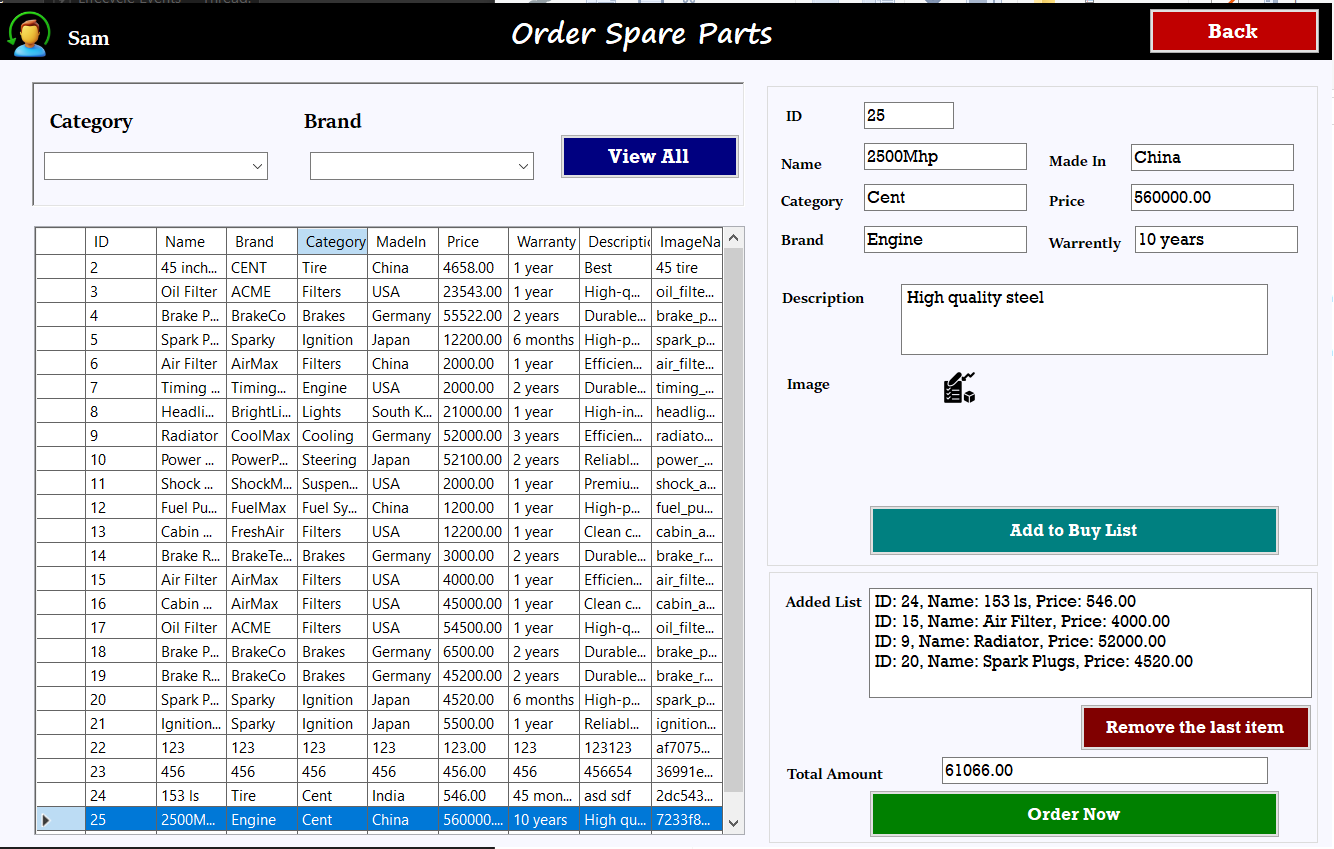 Sam
Order Spare Parts
Back
Category
Brand
View All
ID Name Brand Category MadeIn Price Warranty Descriptic ImageNa
2 45 inch... CENT Tire China 4658.00 1 year Best 45 tire
3 Oil Filter ACME Filters USA 23543.00 1 year High-q... oil_filte...
4 Brake P... BrakeCo Brakes Germany 55522.00 2 years Durable... brake_p...
5 Spark P... Sparky Ignition Japan 12200.00 6 months High-p... spark_p...
6 Air Filter AirMax Filters China 2000.00 1 year Efficien... air_filte...
7 Timing ... Timing... Engine USA 2000.00 2 years Durable... timing_...
8 Headli... BrightLi... Lights South K... 21000.00 1 year High-in... headlig...
9 Radiator CoolMax Cooling Germany 52000.00 3 years Efficien... radiato...
10 Power ... PowerP... Steering Japan 52100.00 2 years Reliabl... power_...
11 Shock ... ShockM... Suspen... USA 2000.00 1 year Premiu... shock_a...
12 Fuel Pu... FuelMax Fuel Sy... China 1200.00 1 year High-p... fuel_pu...
13 Cabin ... FreshAir Filters USA 12200.00 1 year Clean c... cabin_a...
14 Brake R... BrakeTe... Brakes Germany 3000.00 2 years Durable... brake_r...
15 Air Filter AirMax Filters USA 4000.00 1 year Efficien... air_filte...
16 Cabin ... AirMax Filters USA 45000.00 1 year Clean c... cabin_a...
17 Oil Filter ACME Filters USA 54500.00 1 year High-q... oil_filte...
18 Brake P... BrakeCo Brakes Germany 6500.00 2 years Durable... brake_p...
19 Brake R... BrakeCo Brakes Germany 45200.00 2 years Durable... brake_r...
20 Spark P... Sparky Ignition Japan 4520.00 6 months High-p... spark_p...
21 Ignition... Sparky Ignition Japan 5500.00 1 year Reliabl... ignition...
22 123 123 123 123 123.00 123 123123 af7075...
23 456 456 456 456 456.00 456 456654 36991e...
24 153 ls Tire Cent India 546.00 45 mon... asd sdf 2dc543...
25 2500M... Engine Cent China 560000.... 10 years High qu... 7233f8...
ID 25
Name 2500Mhp Made In China
Category Cent Price 560000.00
Brand Engine Warrently 10 years
Description High quality steel
Image
Add to Buy List
Added List ID: 24, Name: 153 ls, Price: 546.00
ID: 15, Name: Air Filter, Price: 4000.00
ID: 9, Name: Radiator, Price: 52000.00
ID: 20, Name: Spark Plugs, Price: 4520.00
Remove the last item
Total Amount 61066.00
Order Now